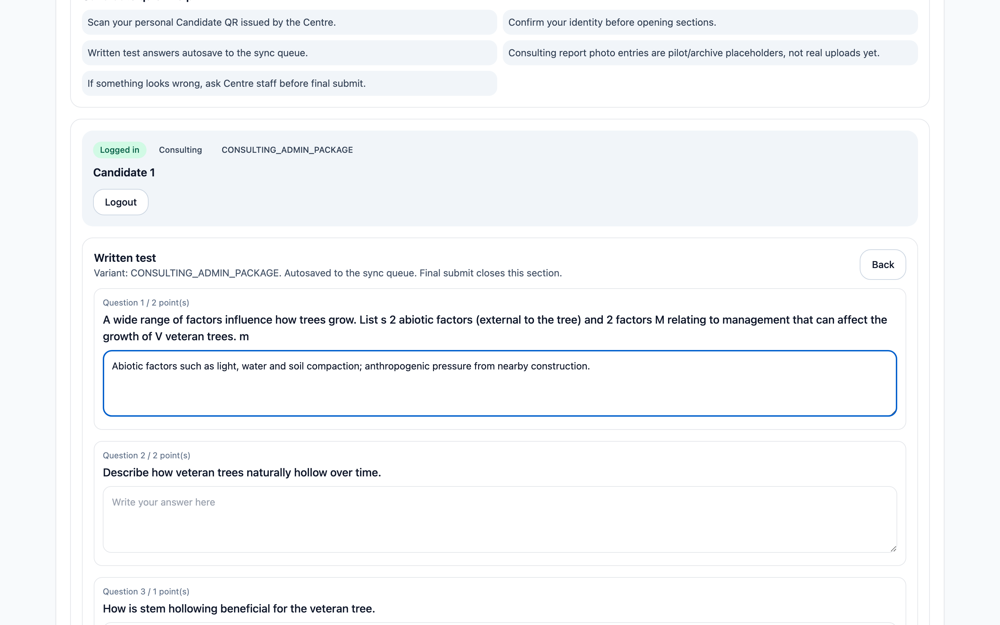 Scan your personal Candidate QR issued by the Centre.
Confirm your identity before opening sections.
Written test answers autosave to the sync queue.
Consulting report photo entries are pilot/archive placeholders, not real uploads yet.
If something looks wrong, ask Centre staff before final submit.
Logged in
Consulting
CONSULTING_ADMIN_PACKAGE
Candidate 1
Logout
Written test
Back
Variant: CONSULTING_ADMIN_PACKAGE. Autosaved to the sync queue. Final submit closes this section.
Question 1 / 2 point(s)
A wide range of factors influence how trees grow. List s 2 abiotic factors (external to the tree) and 2 factors M relating to management that can affect the
growth of V veteran trees. m
Abiotic factors such as light, water and soil compaction; anthropogenic pressure from nearby construction.
Question 2 / 2 point(s)
Describe how veteran trees naturally hollow over time.
Write your answer here
Question 3 / 1 point(s)
How is stem hollowing beneficial for the veteran tree.